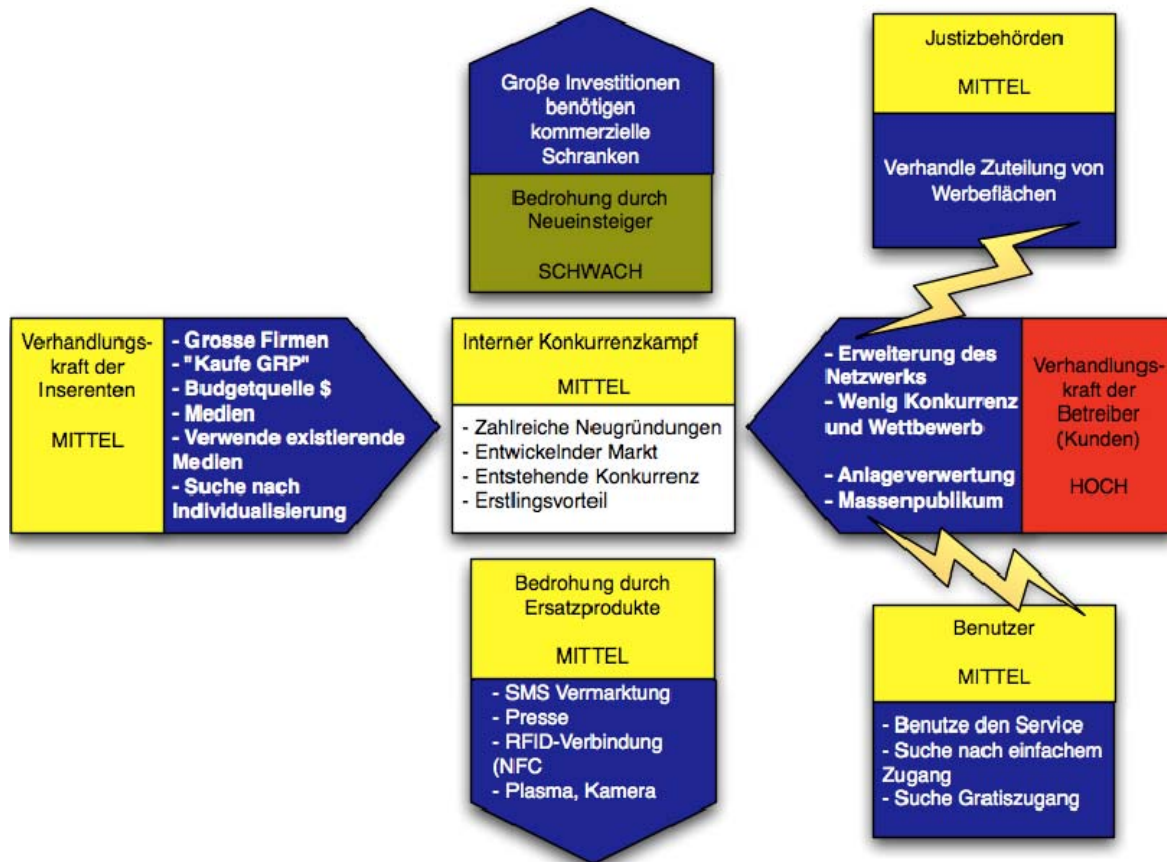 Große Investitionen
benötigen
kommerzielle
Schranken
Bedrohung durch
Neueinsteiger
SCHWACH
Justizbehörden
MITTEL
Verhandle Zuteilung von
Werbeflächen
Verhandlungs-
kraft der
Inserenten
MITTEL
- Grosse Firmen
- "Kaufe GRP"
- Budgetquelle $
- Medien
- Verwende existierende
Medien
- Suche nach
Individualisierung
Interner Konkurrenzkampf
MITTEL
- Zahlreiche Neugründungen
- Entwickelnder Markt
- Entstehende Konkurrenz
- Erstlingsvorteil
- Erweiterung des
Netzwerks
- Wenig Konkurrenz
und Wettbewerb
- Anlageverwertung
- Massenpublikum
Verhandlungs-
kraft der
Betreiber
(Kunden)
HOCH
Bedrohung durch
Ersatzprodukte
MITTEL
- SMS Vermarktung
- Presse
- RFID-Verbindung
(NFC
- Plasma, Kamera
Benutzer
MITTEL
- Benutze den Service
- Suche nach einfachem
Zugang
- Suche Gratiszugang